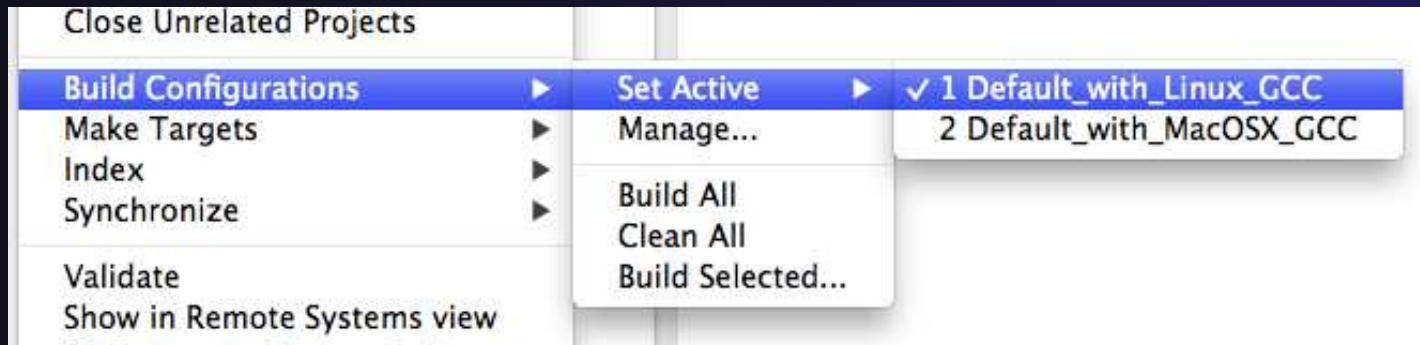 Close Unrelated Projects
Build Configurations
Make Targets
Index
Synchronize
Validate
Show in Remote Systems view
Set Active
Manage...
Build All
Clean All
Build Selected...
✓ 1 Default_with_Linux_GCC
2 Default_with_MacOSX_GCC